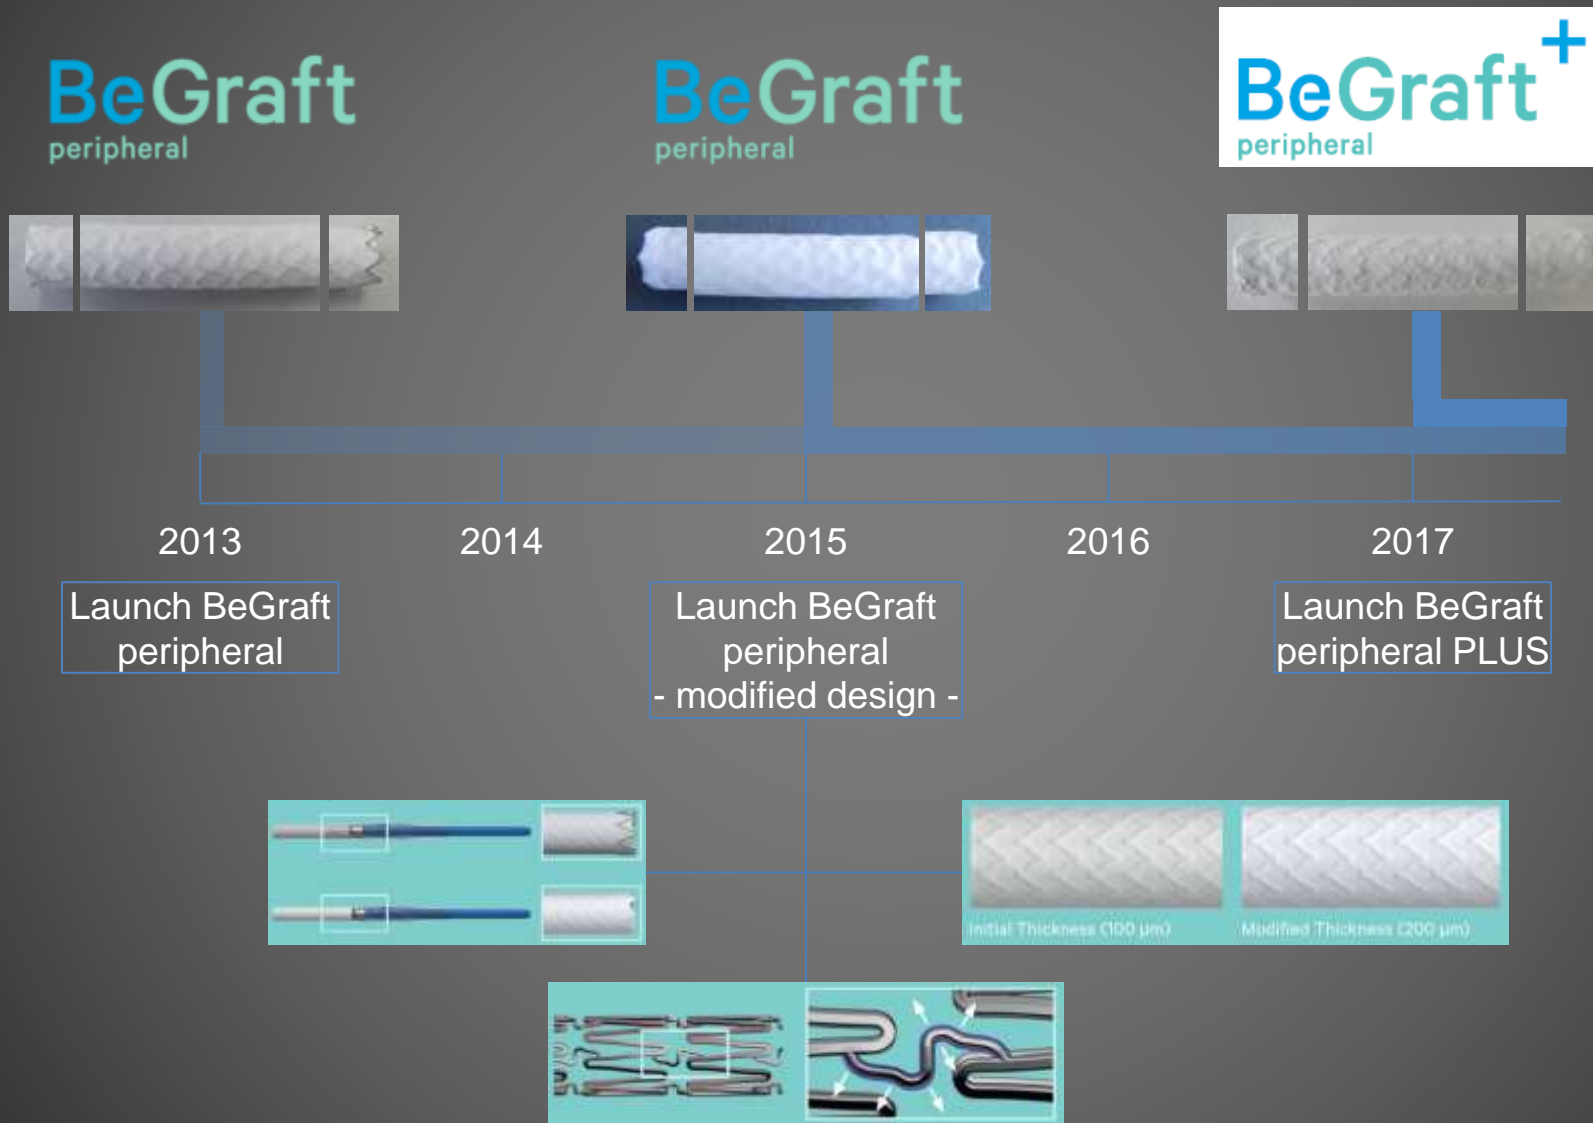 BeGraft
peripheral
BeGraft
peripheral
BeGraft+
peripheral
2013
2014
2015
2016
2017
Launch BeGraft
peripheral
Launch BeGraft
peripheral
- modified design -
Launch BeGraft
peripheral PLUS
Initial Thickness (100 µm)
Modified Thickness (200 µm)